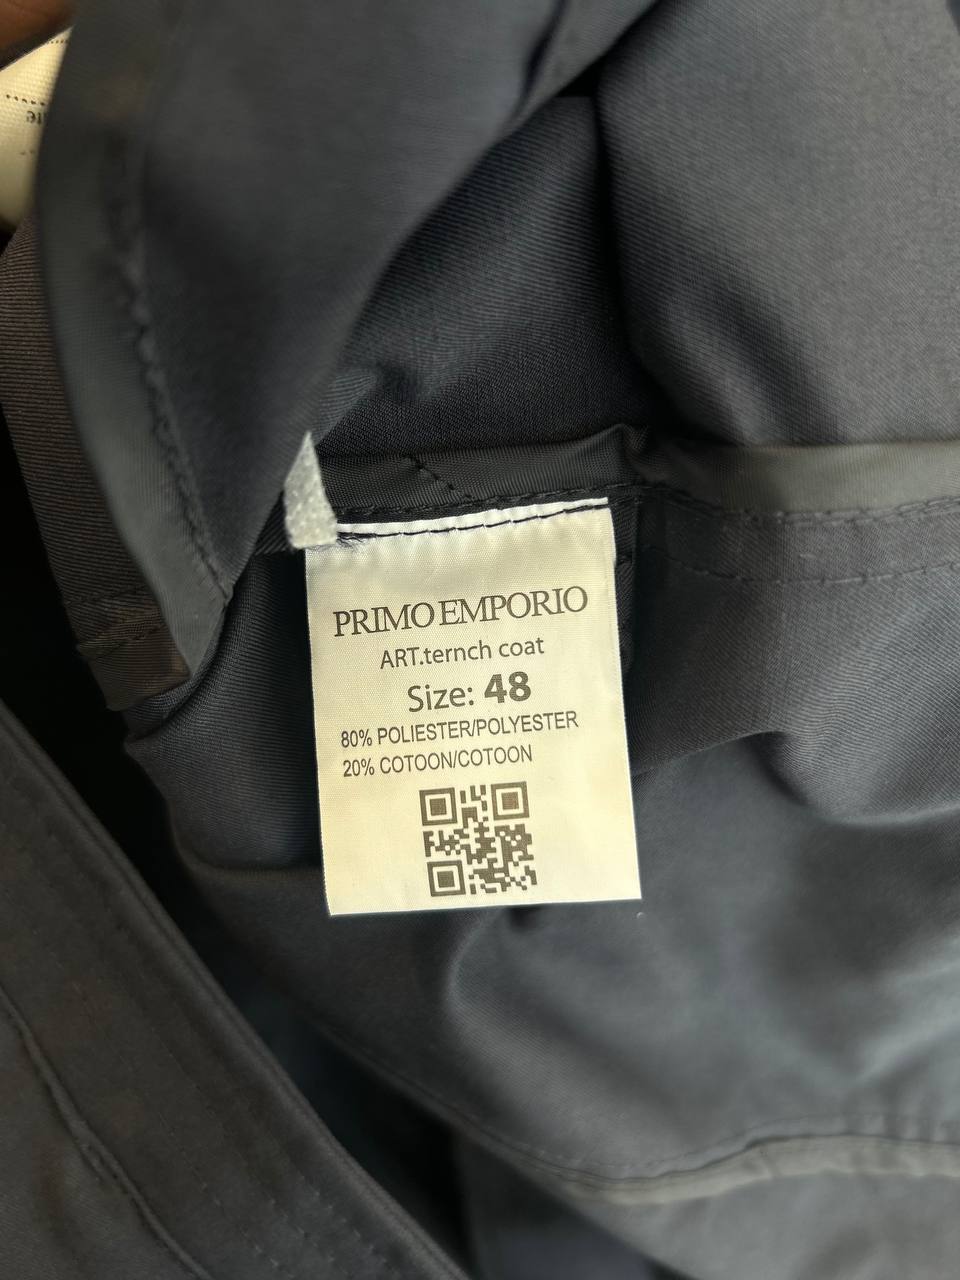 PRIMO EMPORIO
ART.ternch coat
Size: 48
80% POLIESTER/POLYESTER
20% COTOON/COTOON